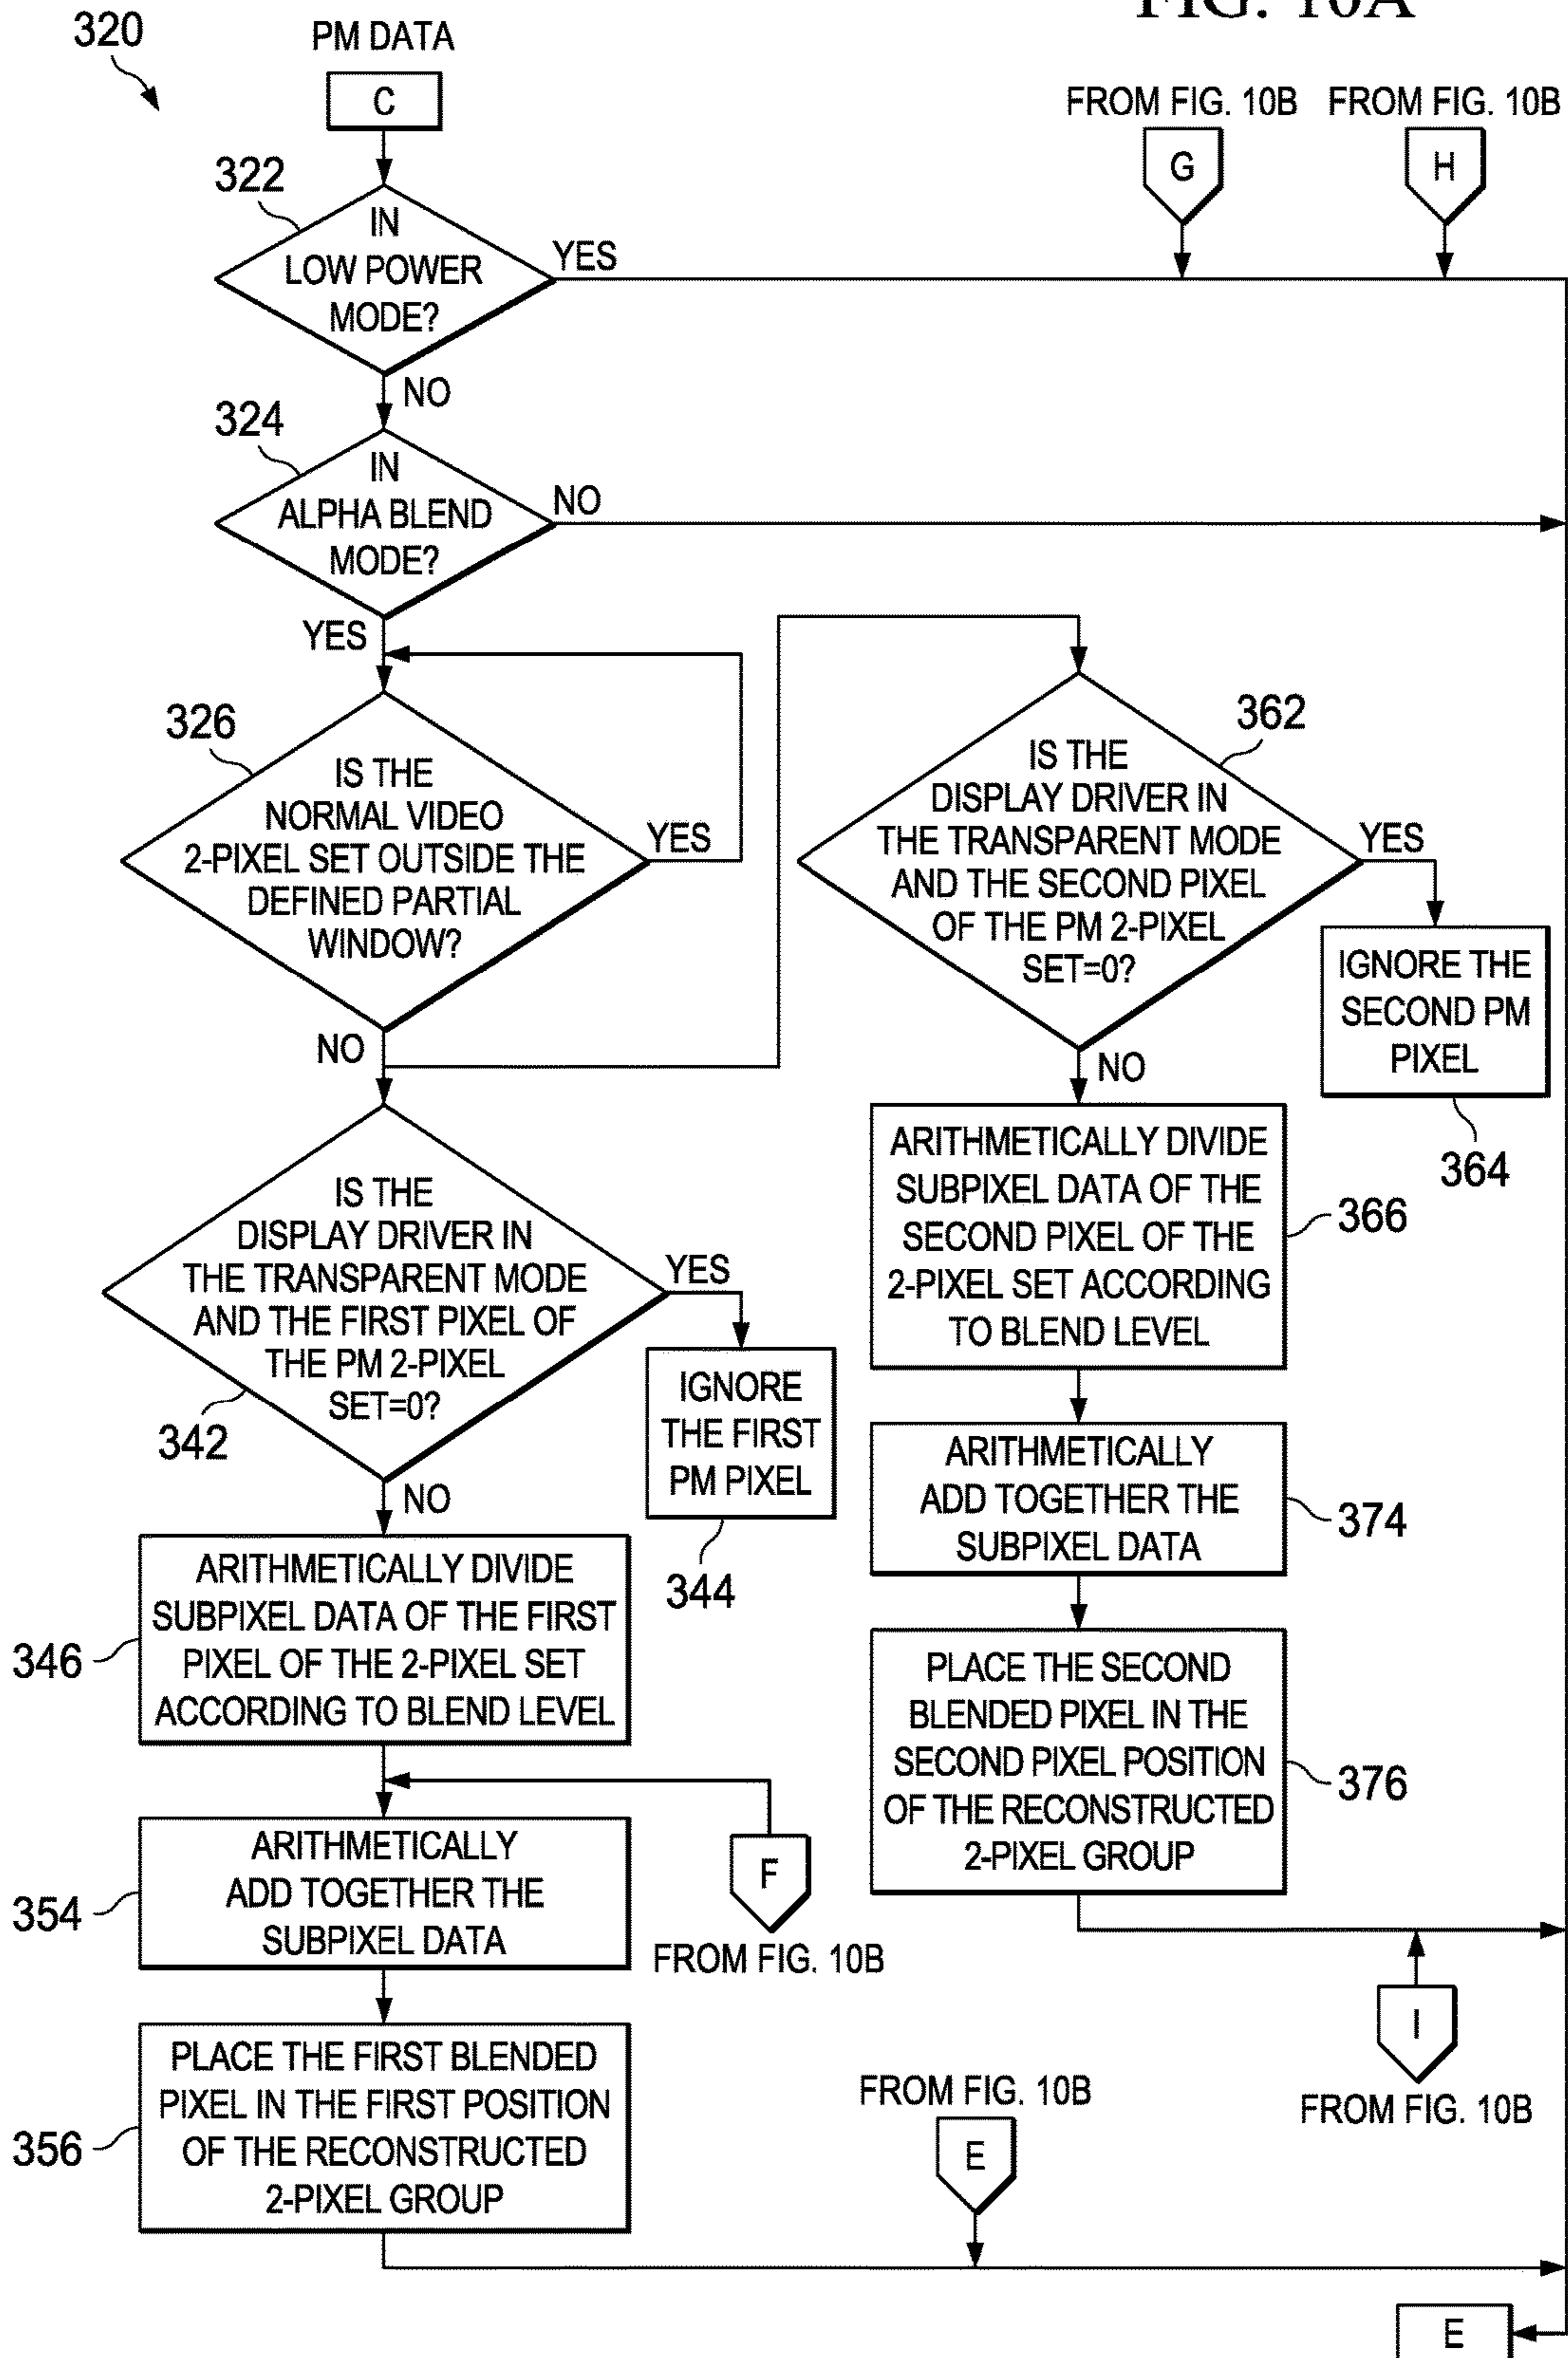 FIG. 10A
320
PM DATA
C
FROM FIG. 10B
G
FROM FIG. 10B
H
322
IN
LOW POWER
MODE?
YES
NO
324
IN
ALPHA BLEND
MODE?
NO
YES
326
IS THE
NORMAL VIDEO
2-PIXEL SET OUTSIDE THE
DEFINED PARTIAL
WINDOW?
YES
NO
362
IS THE
DISPLAY DRIVER IN
THE TRANSPARENT MODE
AND THE SECOND PIXEL
OF THE PM 2-PIXEL
SET=0?
YES
NO
IGNORE THE
SECOND PM
PIXEL
364
IS THE
DISPLAY DRIVER IN
THE TRANSPARENT MODE
AND THE FIRST PIXEL OF
THE PM 2-PIXEL
SET=0?
342
YES
NO
IGNORE
THE FIRST
PM PIXEL
344
ARITHMETICALLY DIVIDE
SUBPIXEL DATA OF THE
SECOND PIXEL OF THE
2-PIXEL SET ACCORDING
TO BLEND LEVEL
366
ARITHMETICALLY
ADD TOGETHER THE
SUBPIXEL DATA
374
ARITHMETICALLY DIVIDE
SUBPIXEL DATA OF THE FIRST
PIXEL OF THE 2-PIXEL SET
ACCORDING TO BLEND LEVEL
346
PLACE THE SECOND
BLENDED PIXEL IN THE
SECOND PIXEL POSITION
OF THE RECONSTRUCTED
2-PIXEL GROUP
376
ARITHMETICALLY
ADD TOGETHER THE
SUBPIXEL DATA
354
F
FROM FIG. 10B
I
FROM FIG. 10B
PLACE THE FIRST BLENDED
PIXEL IN THE FIRST POSITION
OF THE RECONSTRUCTED
2-PIXEL GROUP
356
FROM FIG. 10B
E
E